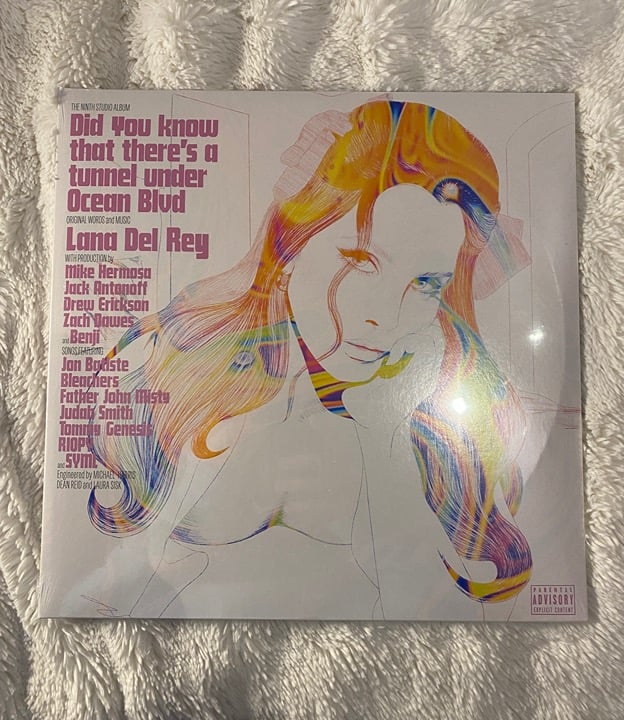 THE NINTH STUDIO ALBUM
Did you know
that there's a
tunnel under
Ocean Blvd
ORIGINAL WORDS and MUSIC
Lana Del Rey
WITH PRODUCTION by
Mike Hermosa
Jack Antonoff
Drew Erickson
Zach Dawes
and Benji
SONGS FEATURING
Jon Batiste
Bleachers
Father John Misty
Judah Smith
Tommy Genesis
RIOPY
and SYML
Engineered by MICHAEL HARRIS
DEAN REID and LAURA SISK
PARENTAL
ADVISORY
EXPLICIT CONTENT